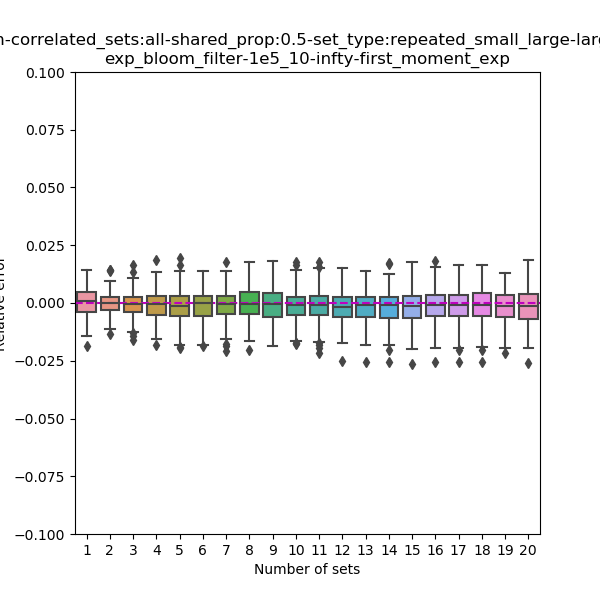 -correlated_sets:all-shared_prop:0.5-set_type:repeated_small_large-
exp_bloom_filter-1e5_10-infty-first_moment_exp
0.100
0.075
0.050
0.025
0.000
−0.025
−0.050
−0.075
−0.100
Relative error
1 2 3 4 5 6 7 8 9 10 11 12 13 14 15 16 17 18 19 20
Number of sets